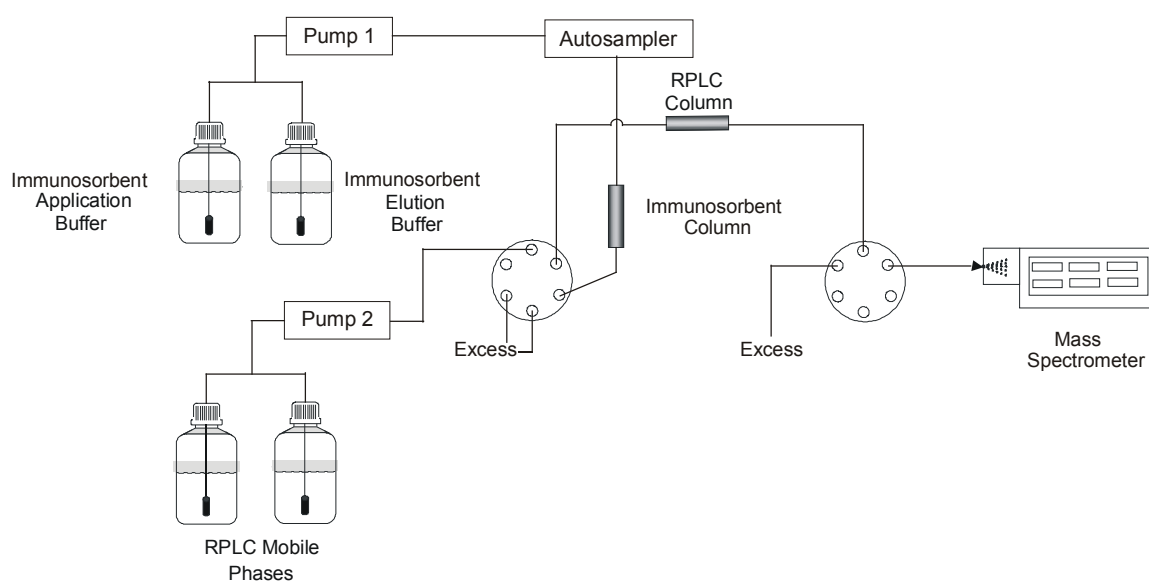 Pump 1
Autosampler
RPLC
Column
Immunosorbent
Application
Buffer
Immunosorbent
Elution
Buffer
Immunosorbent
Column
Pump 2
Excess
Excess
Mass
Spectrometer
RPLC Mobile
Phases